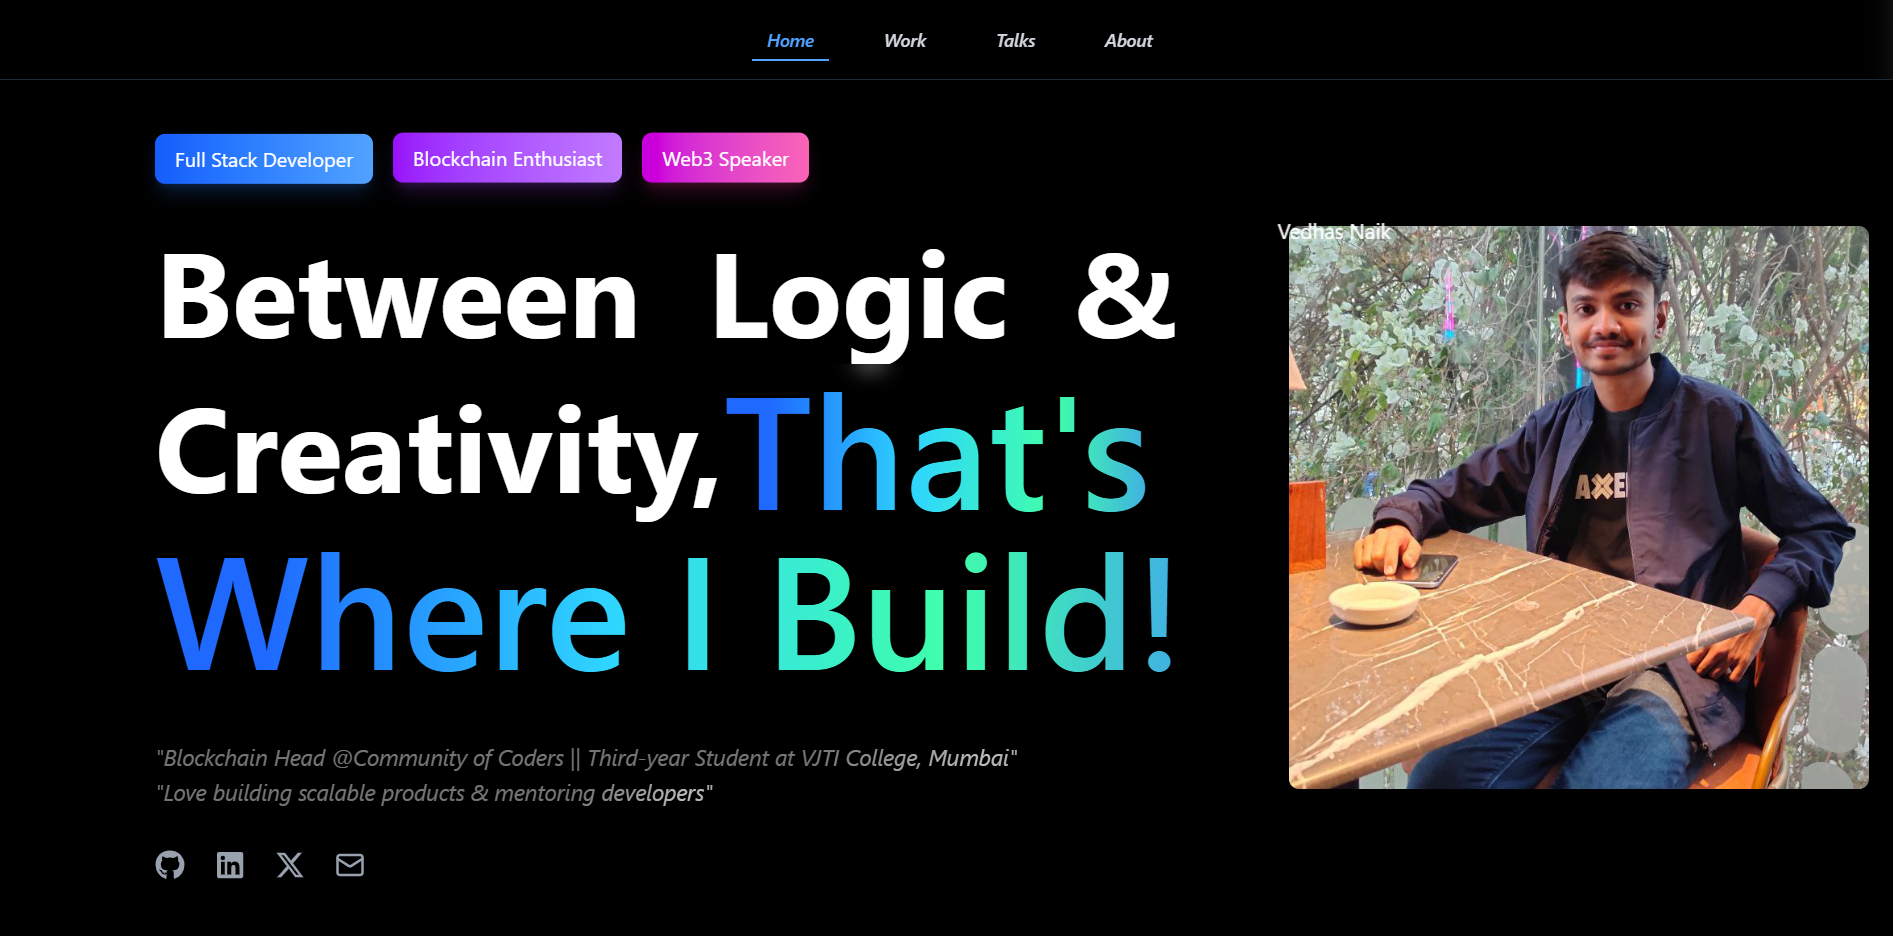 Home Work Talks About
Full Stack Developer Blockchain Enthusiast Web3 Speaker
Vedhas Naik
Between Logic &
Creativity, That's
Where I Build!
AXE
"Blockchain Head @Community of Coders || Third-year Student at VJTI College, Mumbai"
"Love building scalable products & mentoring developers"